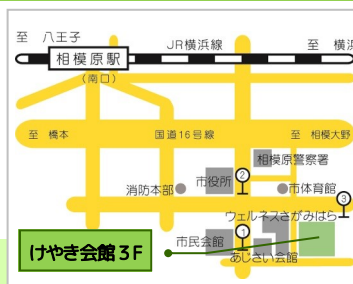 至 八王子
JR横浜線
至 横浜
相模原駅
(南口)
至 橋本
国道16号線
至 相模大野
相模原警察署
市役所
②
消防本部
市体育館
③
ウェルネスさがみはら
けやき会館3F
市民会館
①
あじさい会館